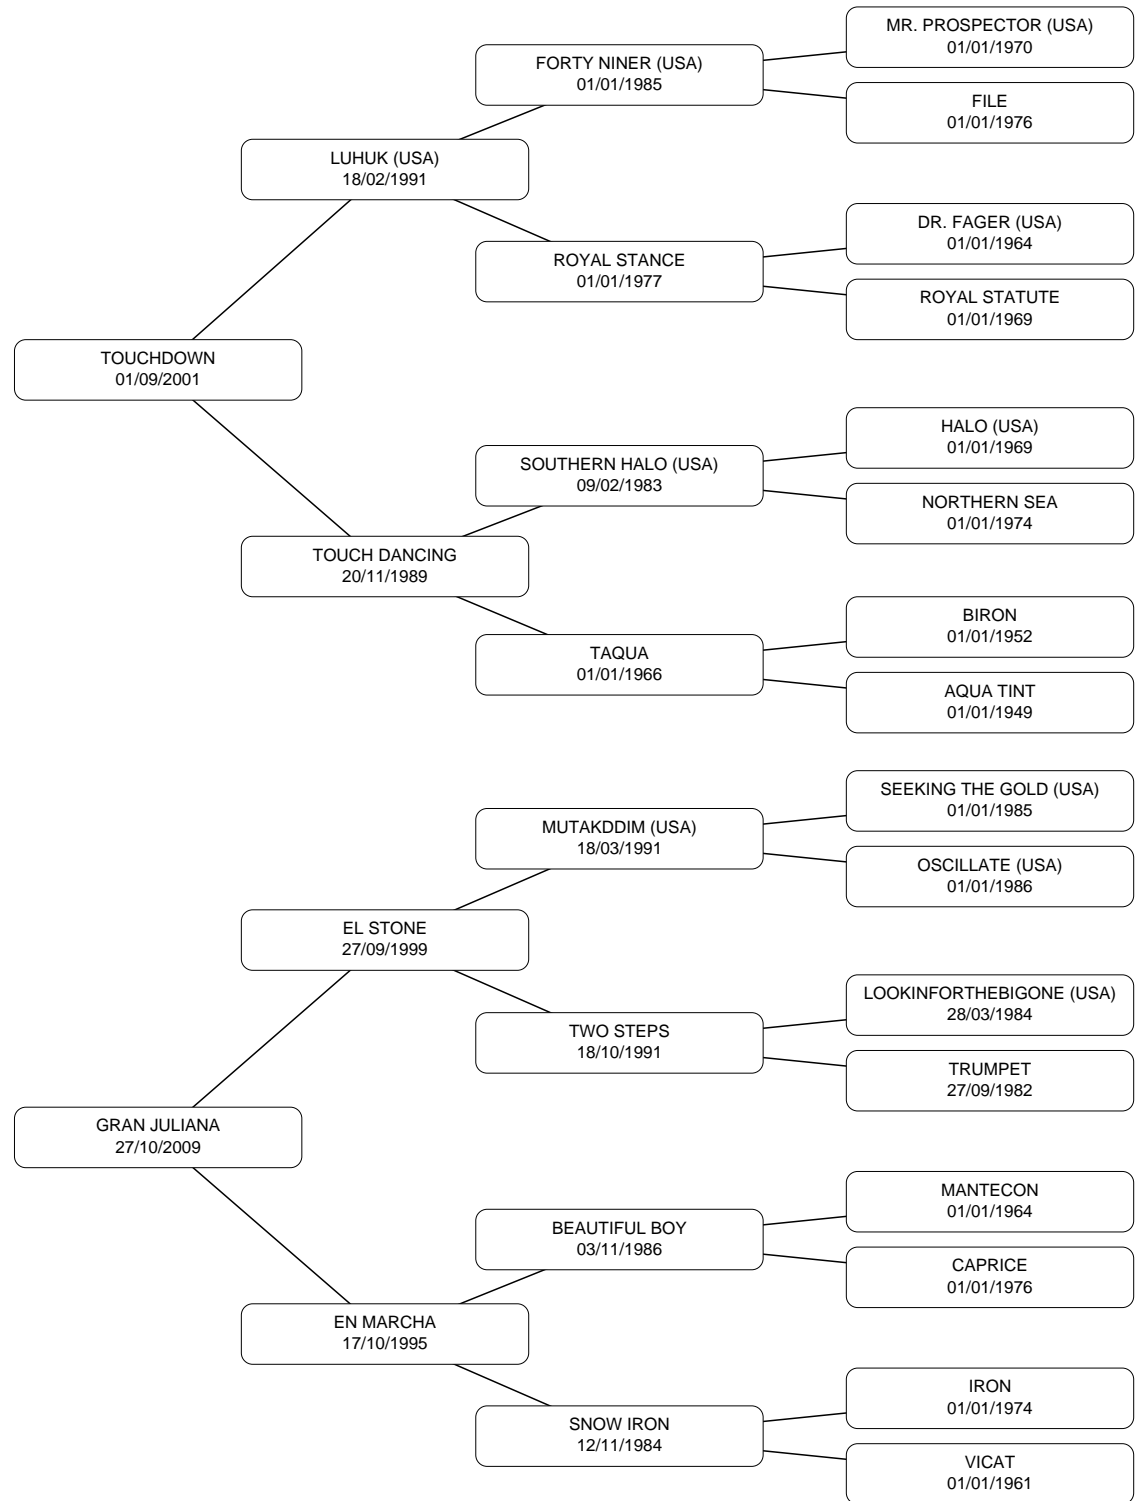 MR. PROSPECTOR (USA)
01/01/1970
FORTY NINER (USA)
01/01/1985
FILE
01/01/1976
LUHUK (USA)
18/02/1991
DR. FAGER (USA)
01/01/1964
ROYAL STANCE
01/01/1977
ROYAL STATUTE
01/01/1969
TOUCHDOWN
01/09/2001
HALO (USA)
01/01/1969
SOUTHERN HALO (USA)
09/02/1983
NORTHERN SEA
01/01/1974
TOUCH DANCING
20/11/1989
BIRON
01/01/1952
TAQUA
01/01/1966
AQUA TINT
01/01/1949
SEEKING THE GOLD (USA)
01/01/1985
MUTAKDDIM (USA)
18/03/1991
OSCILLATE (USA)
01/01/1986
EL STONE
27/09/1999
LOOKINFORTHEBIGONE (USA)
28/03/1984
TWO STEPS
18/10/1991
TRUMPET
27/09/1982
GRAN JULIANA
27/10/2009
MANTECON
01/01/1964
BEAUTIFUL BOY
03/11/1986
CAPRICE
01/01/1976
EN MARCHA
17/10/1995
IRON
01/01/1974
SNOW IRON
12/11/1984
VICAT
01/01/1961